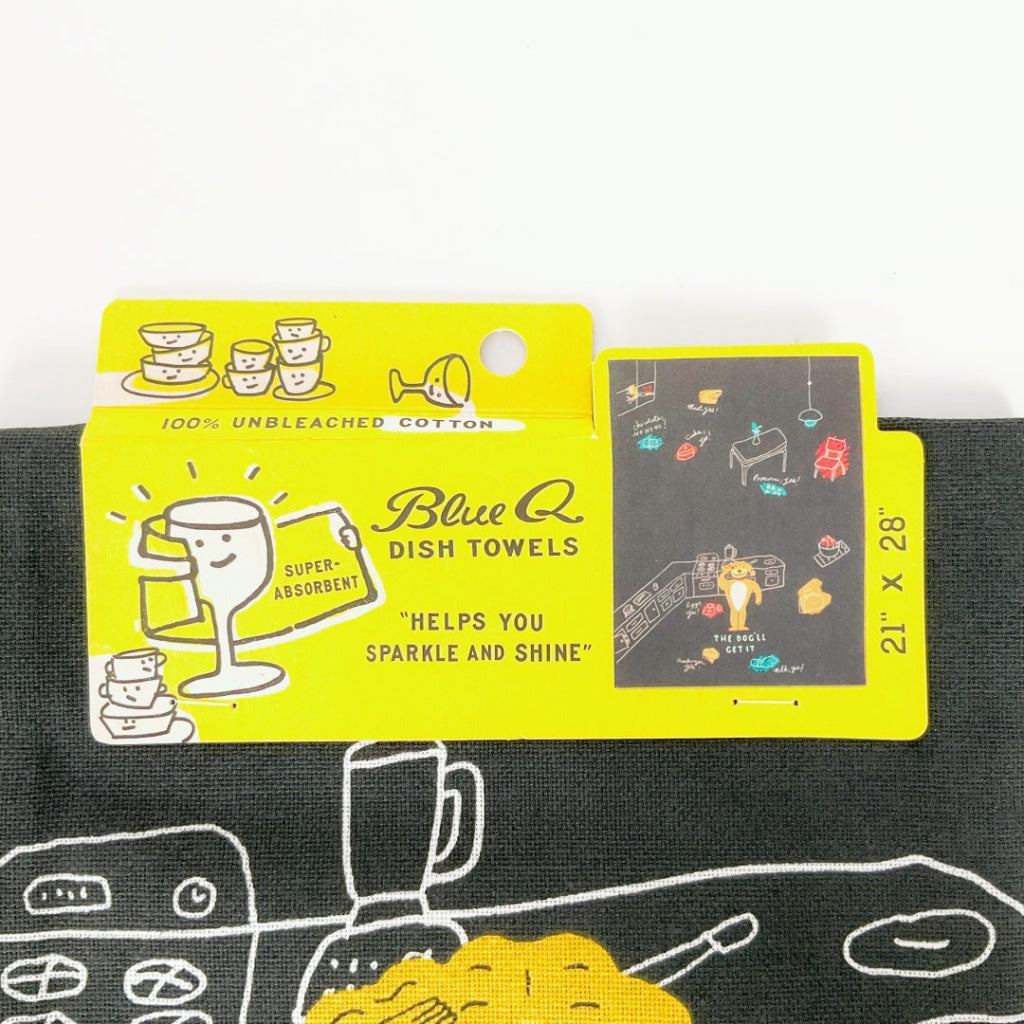 100% UNBLEACHED COTTON
Blue Q
DISH TOWELS
SUPER-
ABSORBENT
"HELPS YOU
SPARKLE AND SHINE"
THE DOG'LL
GET IT
21" x 28"